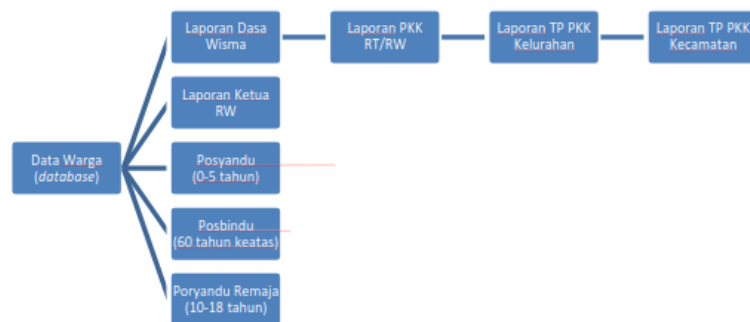 Laporan Dasa
Wisma
Laporan PKK
RT/RW
Laporan TP PKK
Kelurahan
Laporan TP PKK
Kecamatan
Laporan Ketua
RW
Data Warga
(database)
Posyandu
(0-5 tahun)
Posbindu
(60 tahun keatas)
Poryandu Remaja
(10-18 tahun)